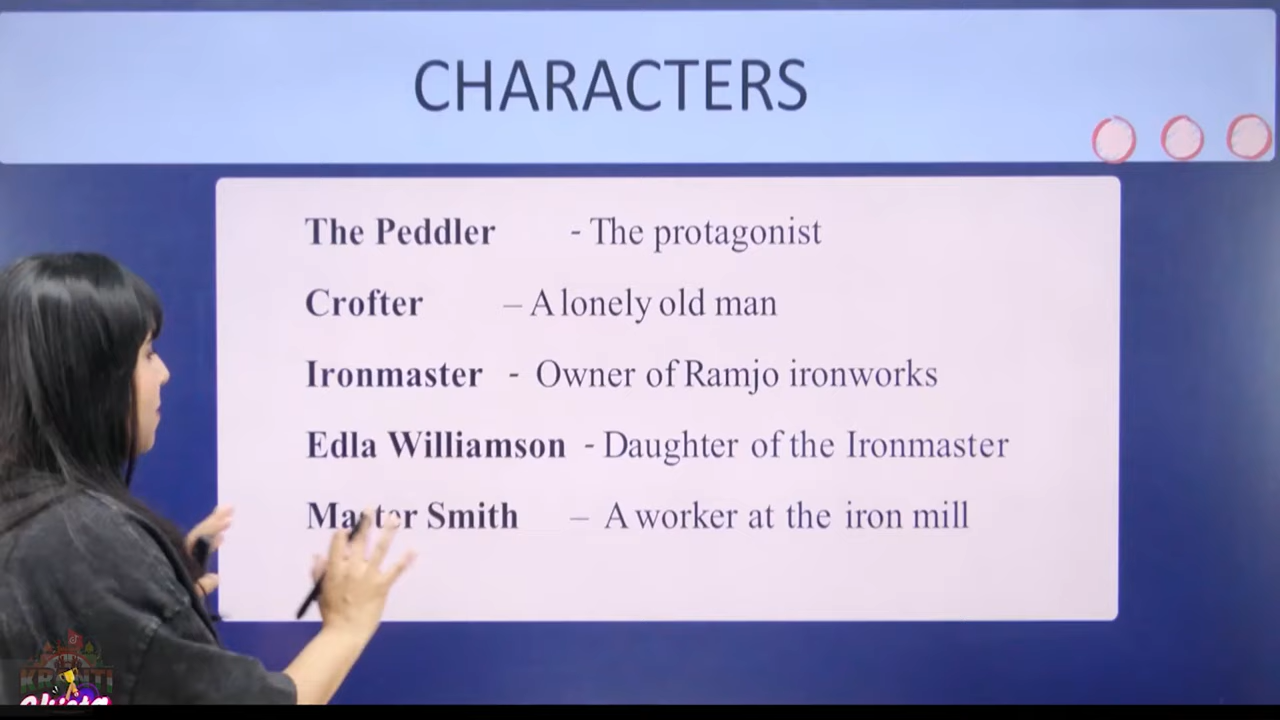 CHARACTERS
The Peddler - The protagonist
Crofter – A lonely old man
Ironmaster - Owner of Ramjo ironworks
Edla Williamson - Daughter of the Ironmaster
Master Smith – A worker at the iron mill